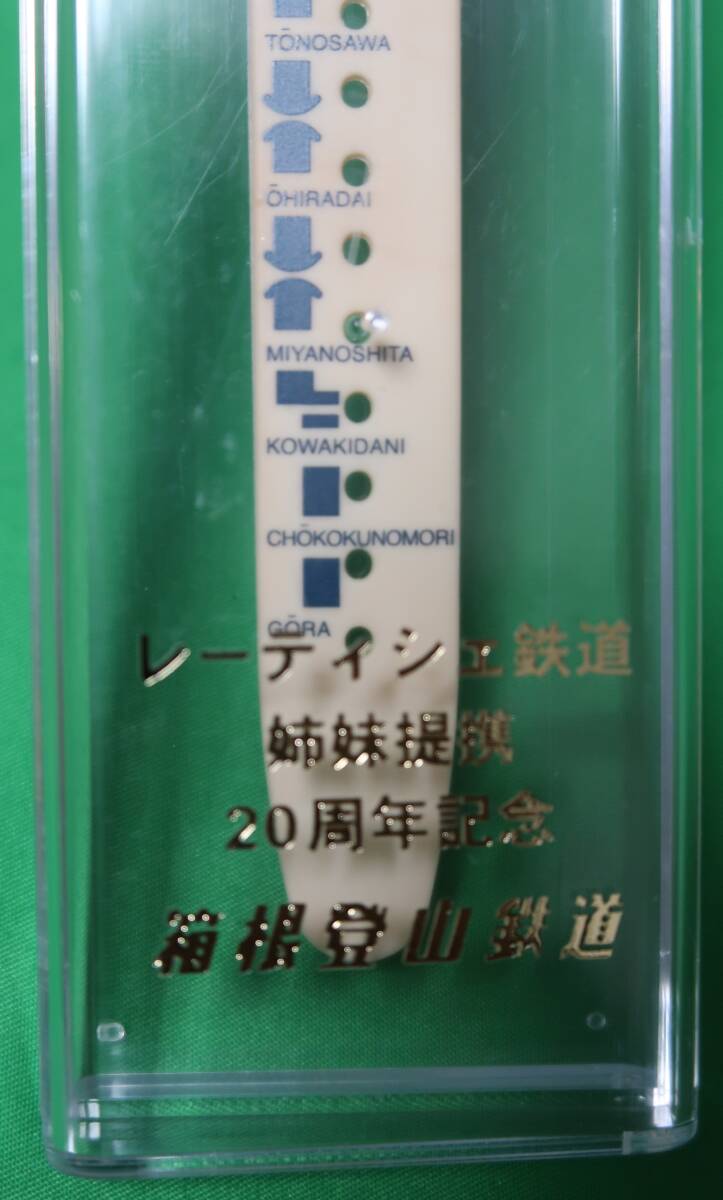 TŌNOSAWA
ŌHIRADAI
MIYANOSHITA
KOWAKIDANI
CHŌKOKUNOMORI
GŌRA
レーティシェ鉄道
姉妹提携
20周年記念
箱根登山鉄道